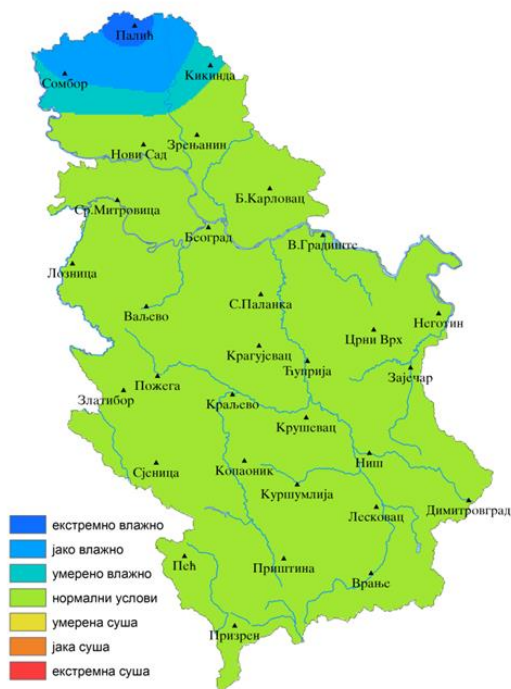 Палић
Сомбор
Кикинда
Зрењанин
Нови Сад
Б.Карловац
Ср.Митровица
Београд
В.Градиште
Лозница
С.Паланка
Ваљево
Неготин
Црни Врх
Крагујевац
Ћуприја
Зајечар
Пожега
Златибор
Краљево
Крушевац
Ниш
Сјеница
Копаоник
Куршумлија
Димитровград
Лесковац
Пећ
Приштина
Врање
Призрен
екстремно влажно
јако влажно
умерено влажно
нормални услови
умерена суша
јака суша
екстремна суша